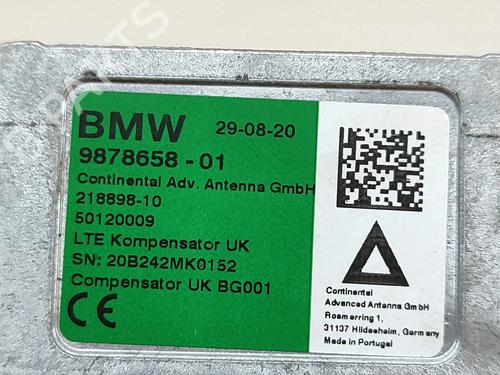 BMW 29-08-20
9878658 - 01
Continental Adv. Antenna GmbH
218898-10
50120009
LTE Kompensator UK
SN: 20B242MK0152
Compensator UK BG001
CE
Continental
Advanced Antenna GmbH
Roemerring 1,
31137 Hildesheim, Germany
Made in Portugal
B-PARTS